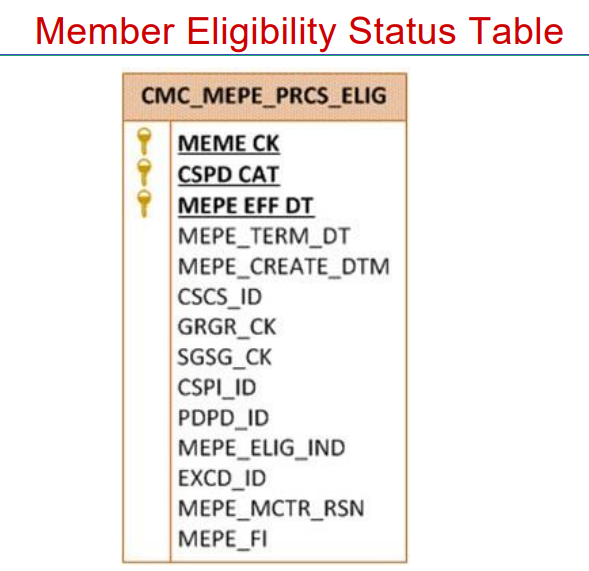 Member Eligibility Status Table
CMC_MEPE_PRCS_ELIG
MEME CK
CSPD CAT
MEPE EFF DT
MEPE_TERM_DT
MEPE_CREATE_DTM
CSCS_ID
GRGR_CK
SGSG_CK
CSPI_ID
PDPD_ID
MEPE_ELIG_IND
EXCD_ID
MEPE_MCTR_RSN
MEPE_FI